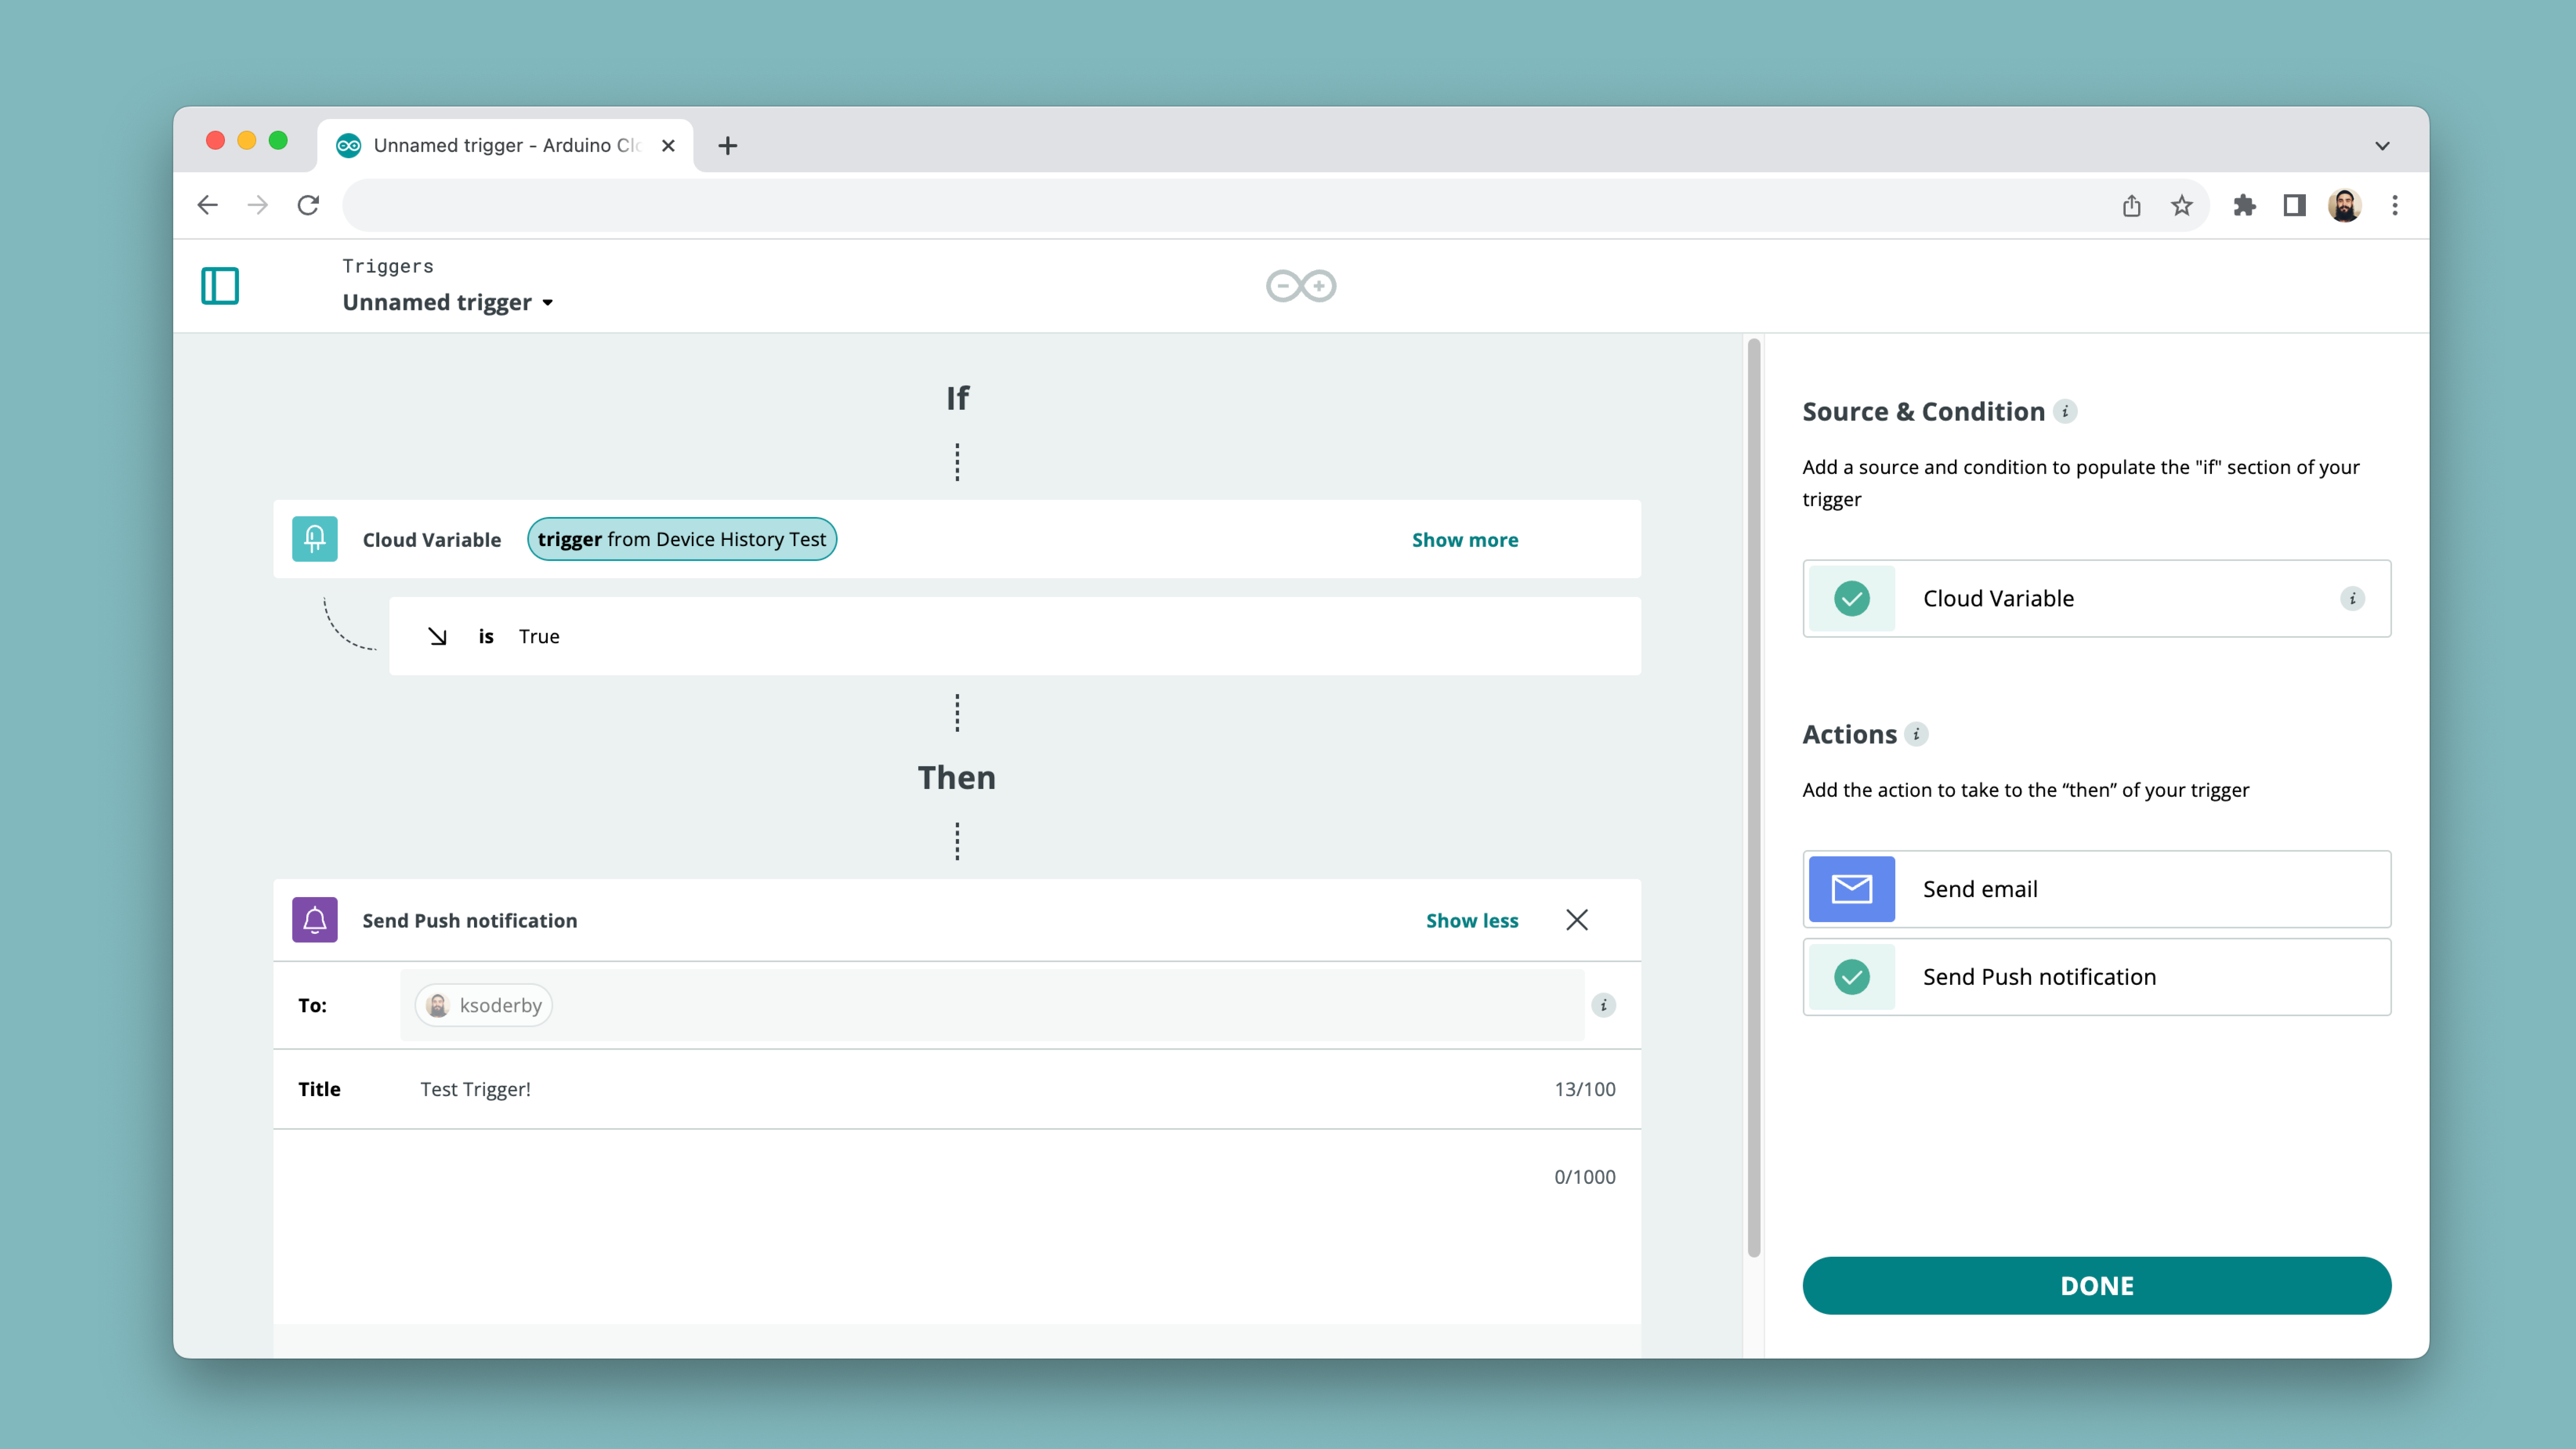 Unnamed trigger - Arduino Clo
Triggers
Unnamed trigger
If
Cloud Variable trigger from Device History Test Show more
is True
Then
Send Push notification Show less
To: ksoderby
Title Test Trigger! 13/100
0/1000
Source & Condition
Add a source and condition to populate the "if" section of your
trigger
Cloud Variable
Actions
Add the action to take to the “then” of your trigger
Send email
Send Push notification
DONE